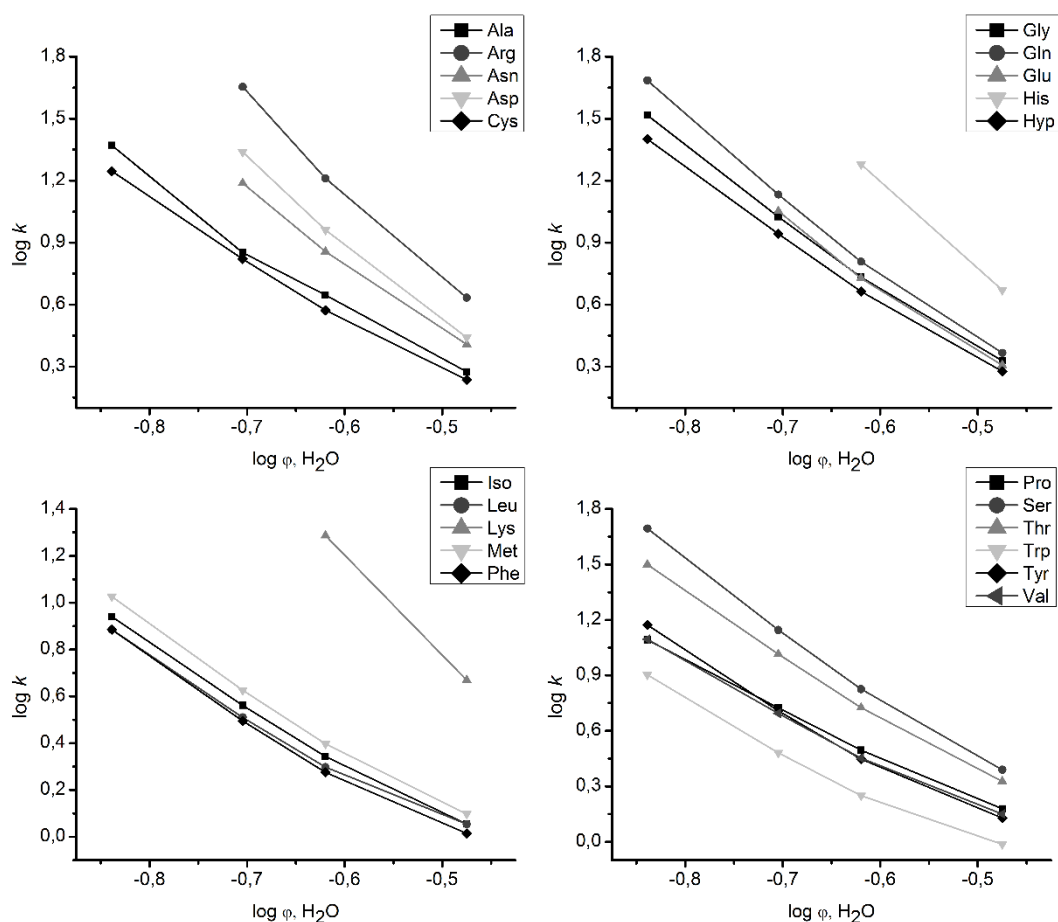 Ala
Arg
Asn
Asp
Cys
1,8
1,5
1,2
0,9
0,6
0,3
log k
-0,8
-0,7
-0,6
-0,5
log φ, H2O
Gly
Gln
Glu
His
Hyp
1,8
1,5
1,2
0,9
0,6
0,3
log k
-0,8
-0,7
-0,6
-0,5
log φ, H2O
Iso
Leu
Lys
Met
Phe
1,4
1,2
1,0
0,8
0,6
0,4
0,2
0,0
log k
-0,8
-0,7
-0,6
-0,5
log φ, H2O
Pro
Ser
Thr
Trp
Tyr
Val
1,8
1,5
1,2
0,9
0,6
0,3
0,0
log k
-0,8
-0,7
-0,6
-0,5
log φ, H2O